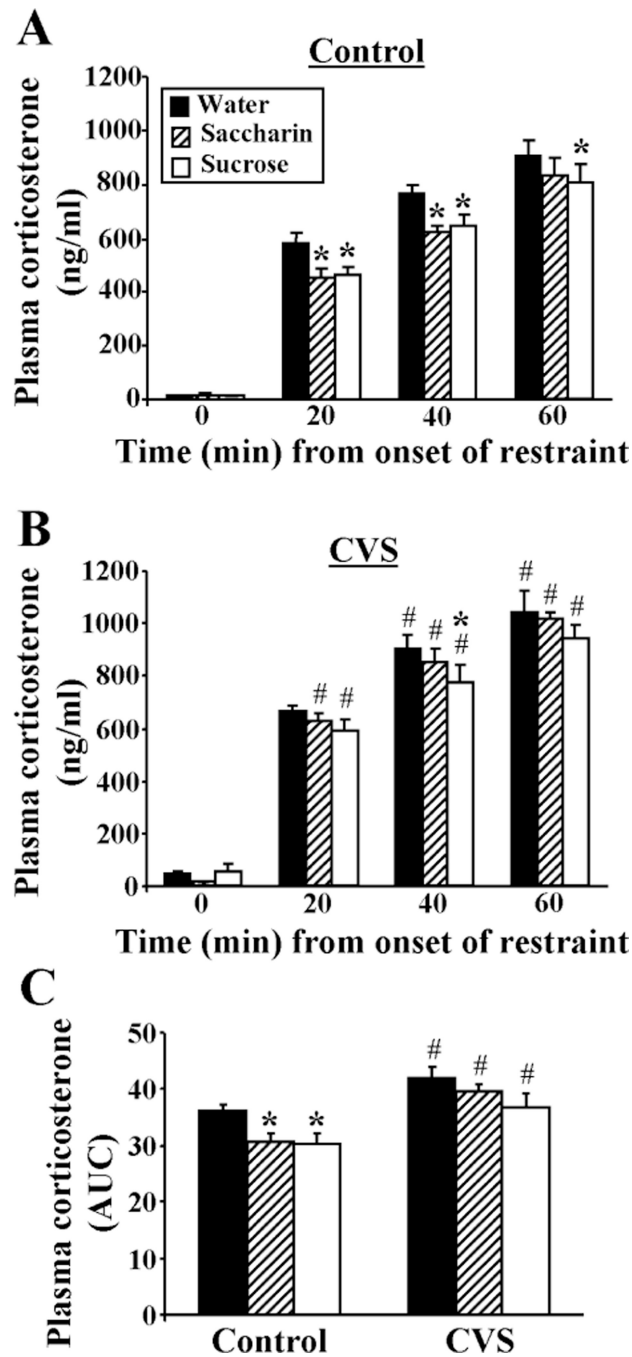 A
Control
Plasma corticosterone
(ng/ml)
1200
1000
800
600
400
200
0
Water
Saccharin
Sucrose
* *
* *
*
0 20 40 60
Time (min) from onset of restraint
B
CVS
Plasma corticosterone
(ng/ml)
1200
1000
800
600
400
200
0
# #
# # *
#
# # #
0 20 40 60
Time (min) from onset of restraint
C
Plasma corticosterone
(AUC)
50
40
30
20
10
0
* *
# # #
Control CVS